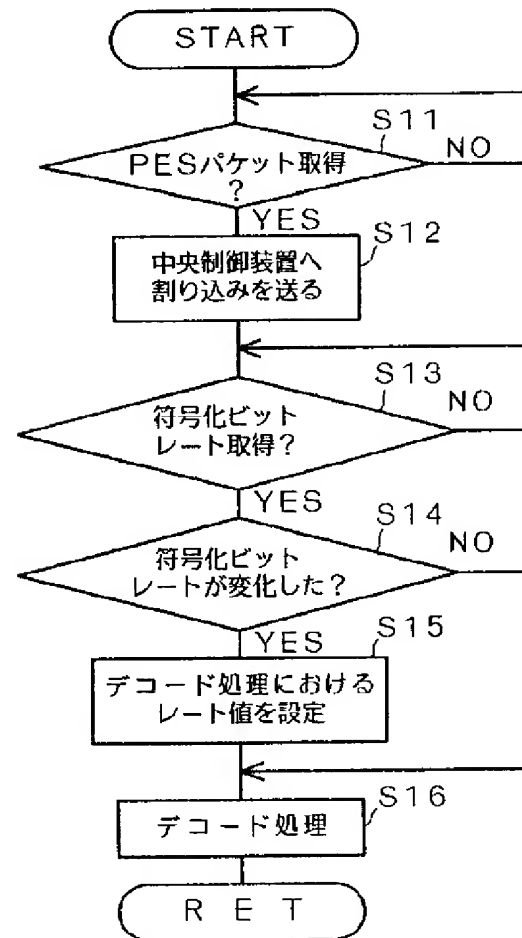 START
S11
PESパケット取得
?
NO
YES
S12
中央制御装置へ
割り込みを送る
S13
符号化ビット
レート取得?
NO
YES
S14
符号化ビット
レートが変化した?
NO
YES
S15
デコード処理における
レート値を設定
S16
デコード処理
RET